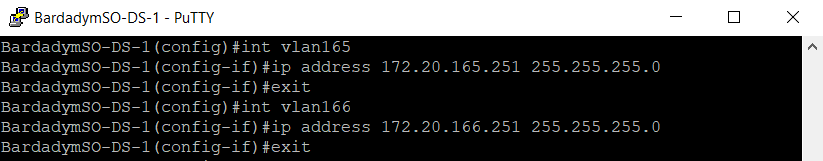 BardadymSO-DS-1 - PuTTY
BardadymSO-DS-1(config)#int vlan165
BardadymSO-DS-1(config-if)#ip address 172.20.165.251 255.255.255.0
BardadymSO-DS-1(config-if)#exit
BardadymSO-DS-1(config)#int vlan166
BardadymSO-DS-1(config-if)#ip address 172.20.166.251 255.255.255.0
BardadymSO-DS-1(config-if)#exit